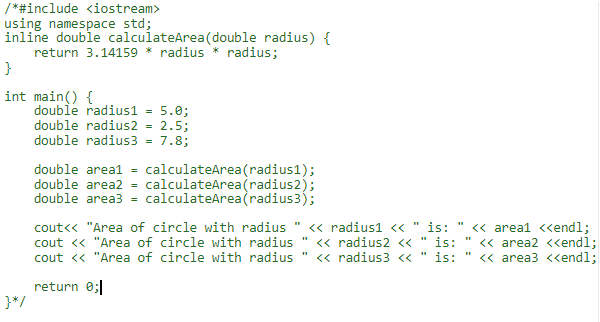 /*#include <iostream>
using namespace std;
inline double calculateArea(double radius) {
    return 3.14159 * radius * radius;
}

int main() {
    double radius1 = 5.0;
    double radius2 = 2.5;
    double radius3 = 7.8;

    double area1 = calculateArea(radius1);
    double area2 = calculateArea(radius2);
    double area3 = calculateArea(radius3);

    cout<< "Area of circle with radius " << radius1 << " is: " << area1 <<endl;
    cout << "Area of circle with radius " << radius2 << " is: " << area2 <<endl;
    cout << "Area of circle with radius " << radius3 << " is: " << area3 <<endl;

    return 0;
}*/